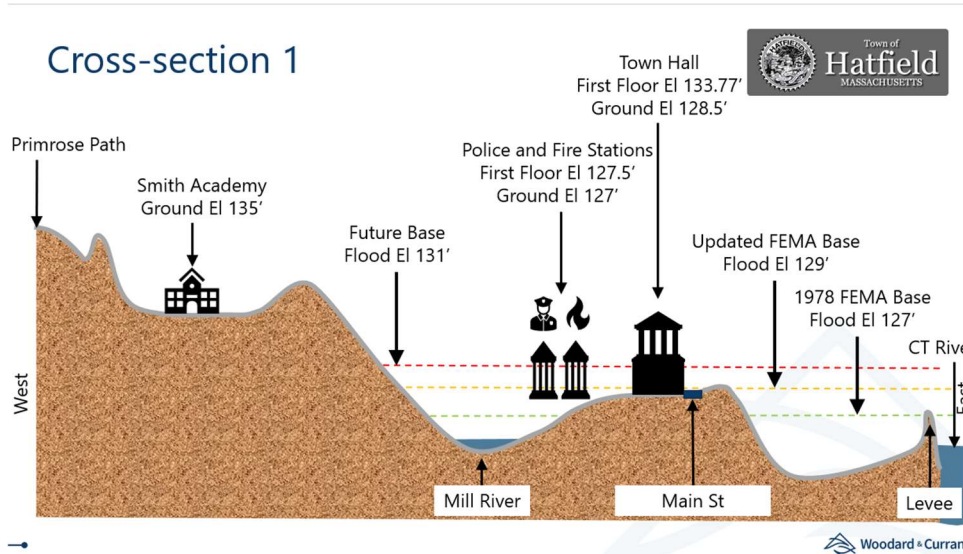 Cross-section 1
Town of
Hatfield
MASSACHUSETTS
Town Hall
First Floor El 133.77'
Ground El 128.5'
Primrose Path
Police and Fire Stations
First Floor El 127.5'
Ground El 127'
Smith Academy
Ground El 135'
Future Base
Flood El 131'
Updated FEMA Base
Flood El 129'
1978 FEMA Base
Flood El 127'
CT Rive
West
East
Mill River
Main St
Levee
Woodard & Curran